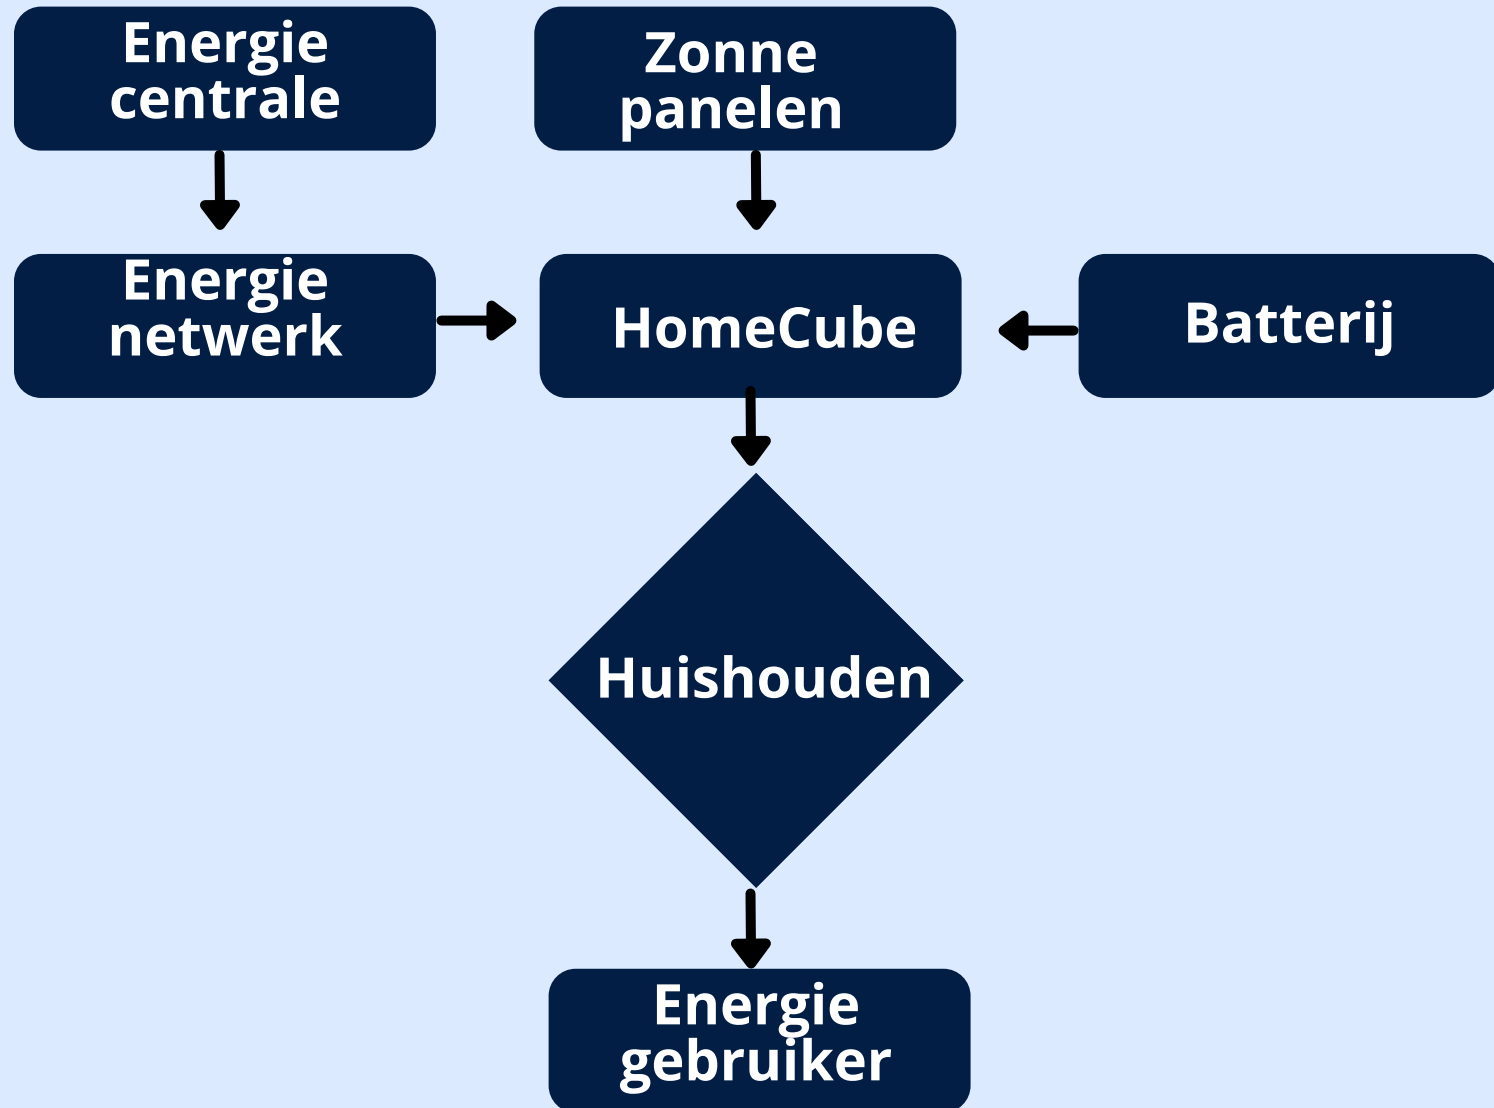 Energie
centrale
Zonne
panelen
Energie
netwerk
HomeCube
Batterij
Huishouden
Energie
gebruiker